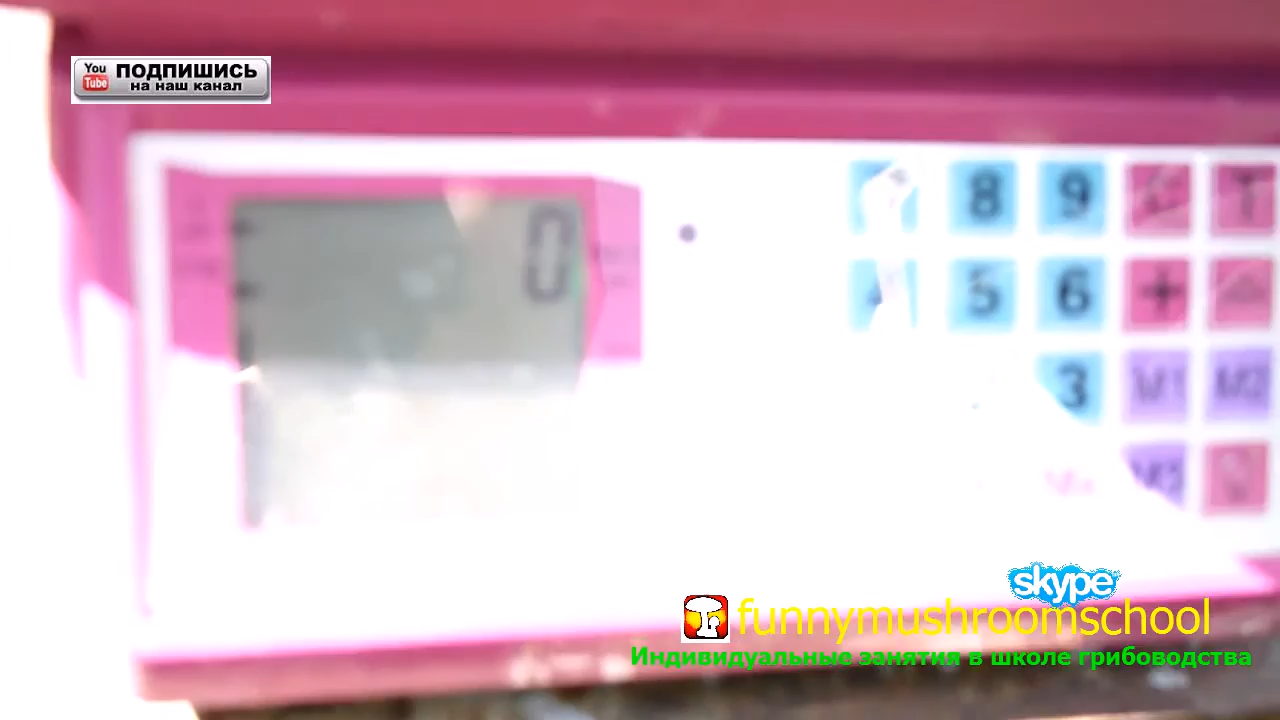 You Tube
ПОДПИШИСЬ
на наш канал
0
8 9 C T
5 6 +
3 M1 M2
M3
skype
funnymushroomschool
Индивидуальные занятия в школе грибоводства